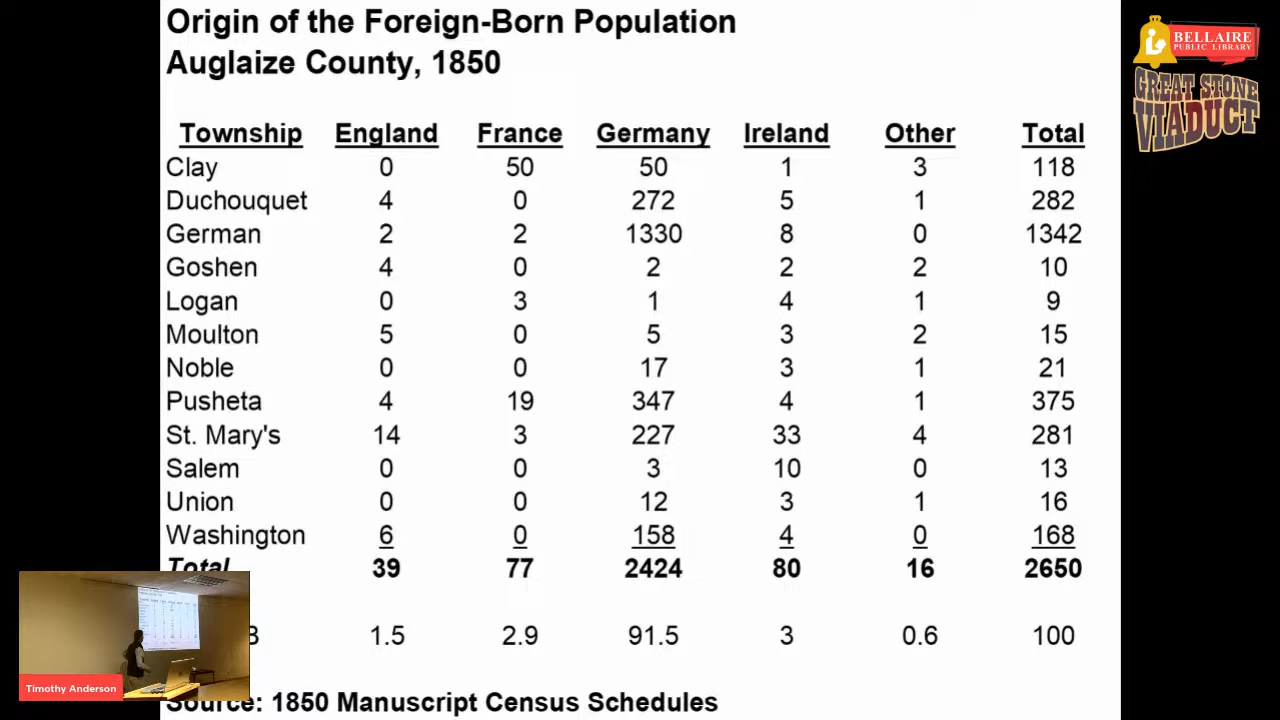 Origin of the Foreign-Born Population
Auglaize County, 1850
Township England France Germany Ireland Other Total
Clay 0 50 50 1 3 118
Duchouquet 4 0 272 5 1 282
German 2 2 1330 8 0 1342
Goshen 4 0 2 2 2 10
Logan 0 3 1 4 1 9
Moulton 5 0 5 3 2 15
Noble 0 0 17 3 1 21
Pusheta 4 19 347 4 1 375
St. Mary's 14 3 227 33 4 281
Salem 0 0 3 10 0 13
Union 0 0 12 3 1 16
Washington 6 0 158 4 0 168
Total 39 77 2424 80 16 2650
B 1.5 2.9 91.5 3 0.6 100
Source: 1850 Manuscript Census Schedules
BELLAIRE
PUBLIC LIBRARY
GREAT STONE
VIADUCT
Timothy Anderson